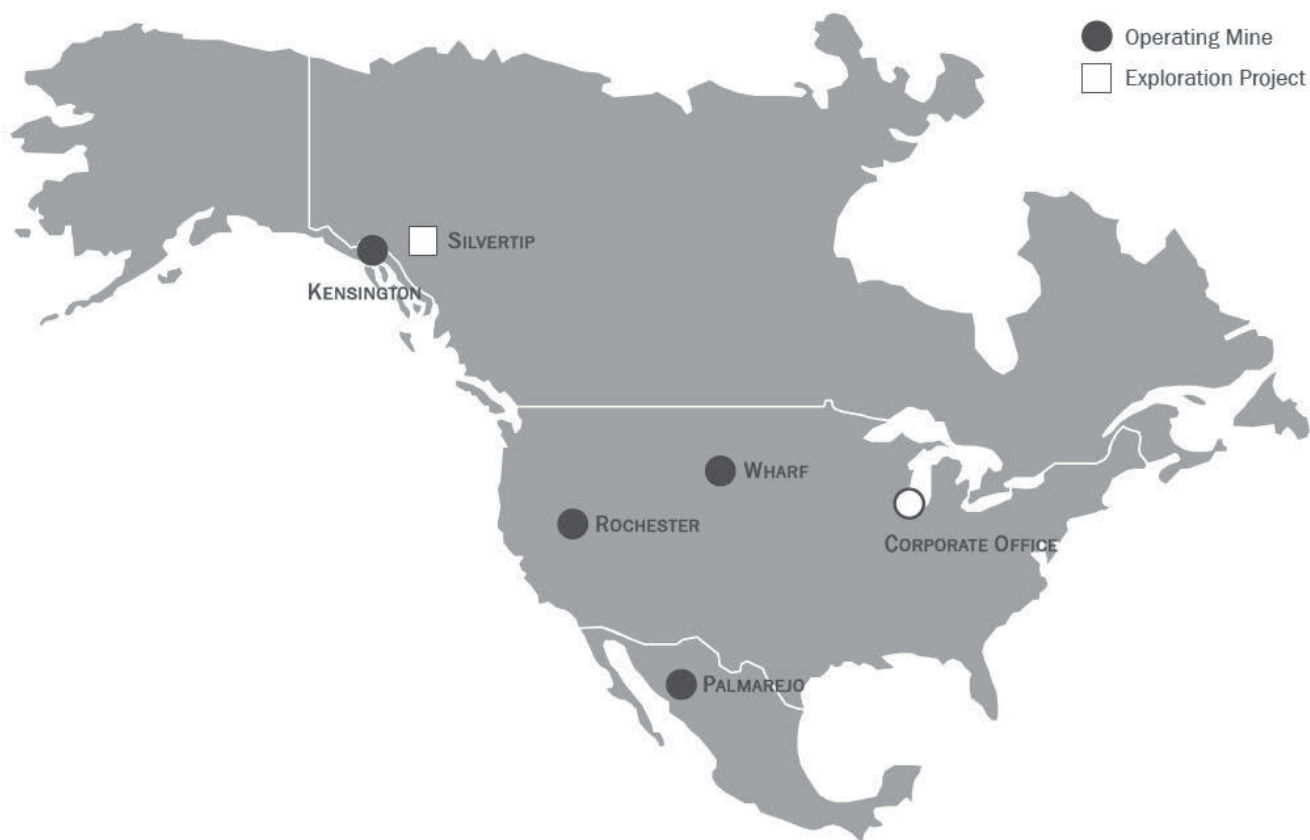 Operating Mine
Exploration Project
SILVERTIP
KENSINGTON
WHARF
ROCHESTER
CORPORATE OFFICE
PALMAREJO